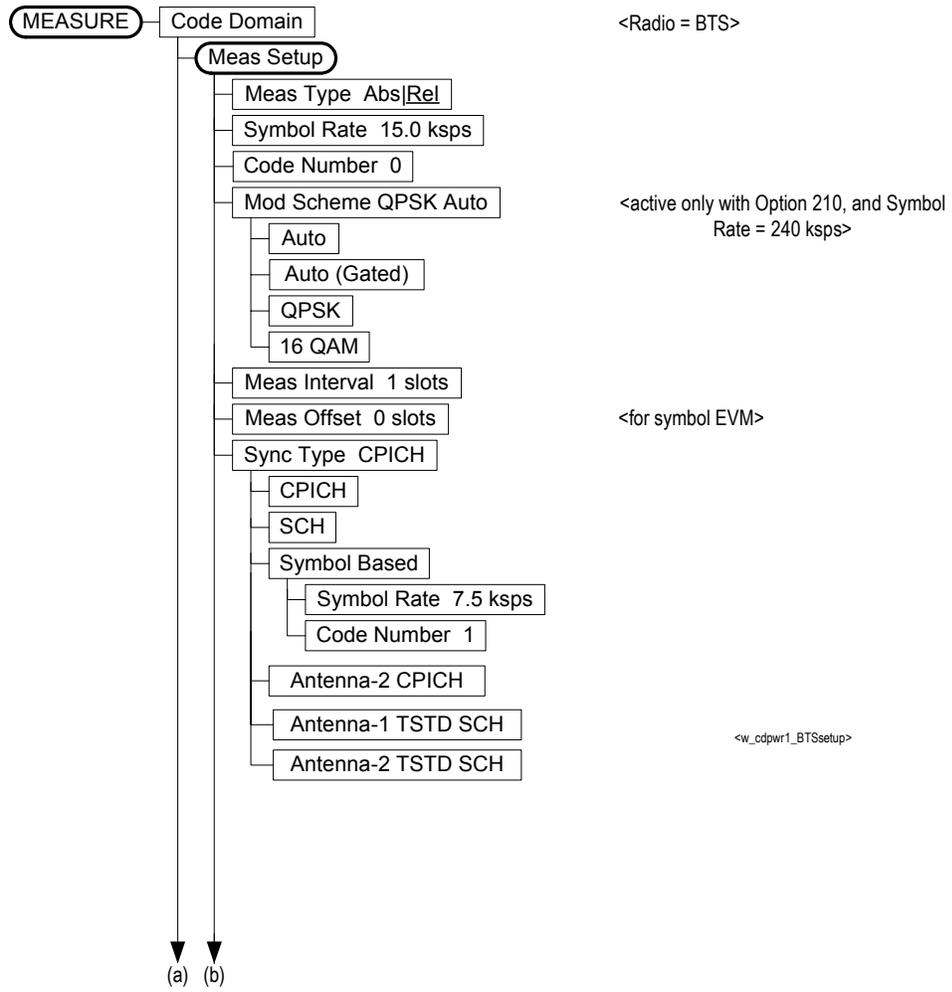 MEASURE Code Domain <Radio = BTS>
Meas Setup
Meas Type Abs|Rel
Symbol Rate 15.0 ksps
Code Number 0
Mod Scheme QPSK Auto <active only with Option 210, and Symbol
Rate = 240 ksps>
Auto
Auto (Gated)
QPSK
16 QAM
Meas Interval 1 slots
Meas Offset 0 slots <for symbol EVM>
Sync Type CPICH
CPICH
SCH
Symbol Based
Symbol Rate 7.5 ksps
Code Number 1
Antenna-2 CPICH
Antenna-1 TSTD SCH
<w_cdpwr1_BTSsetup>
Antenna-2 TSTD SCH
(a) (b)